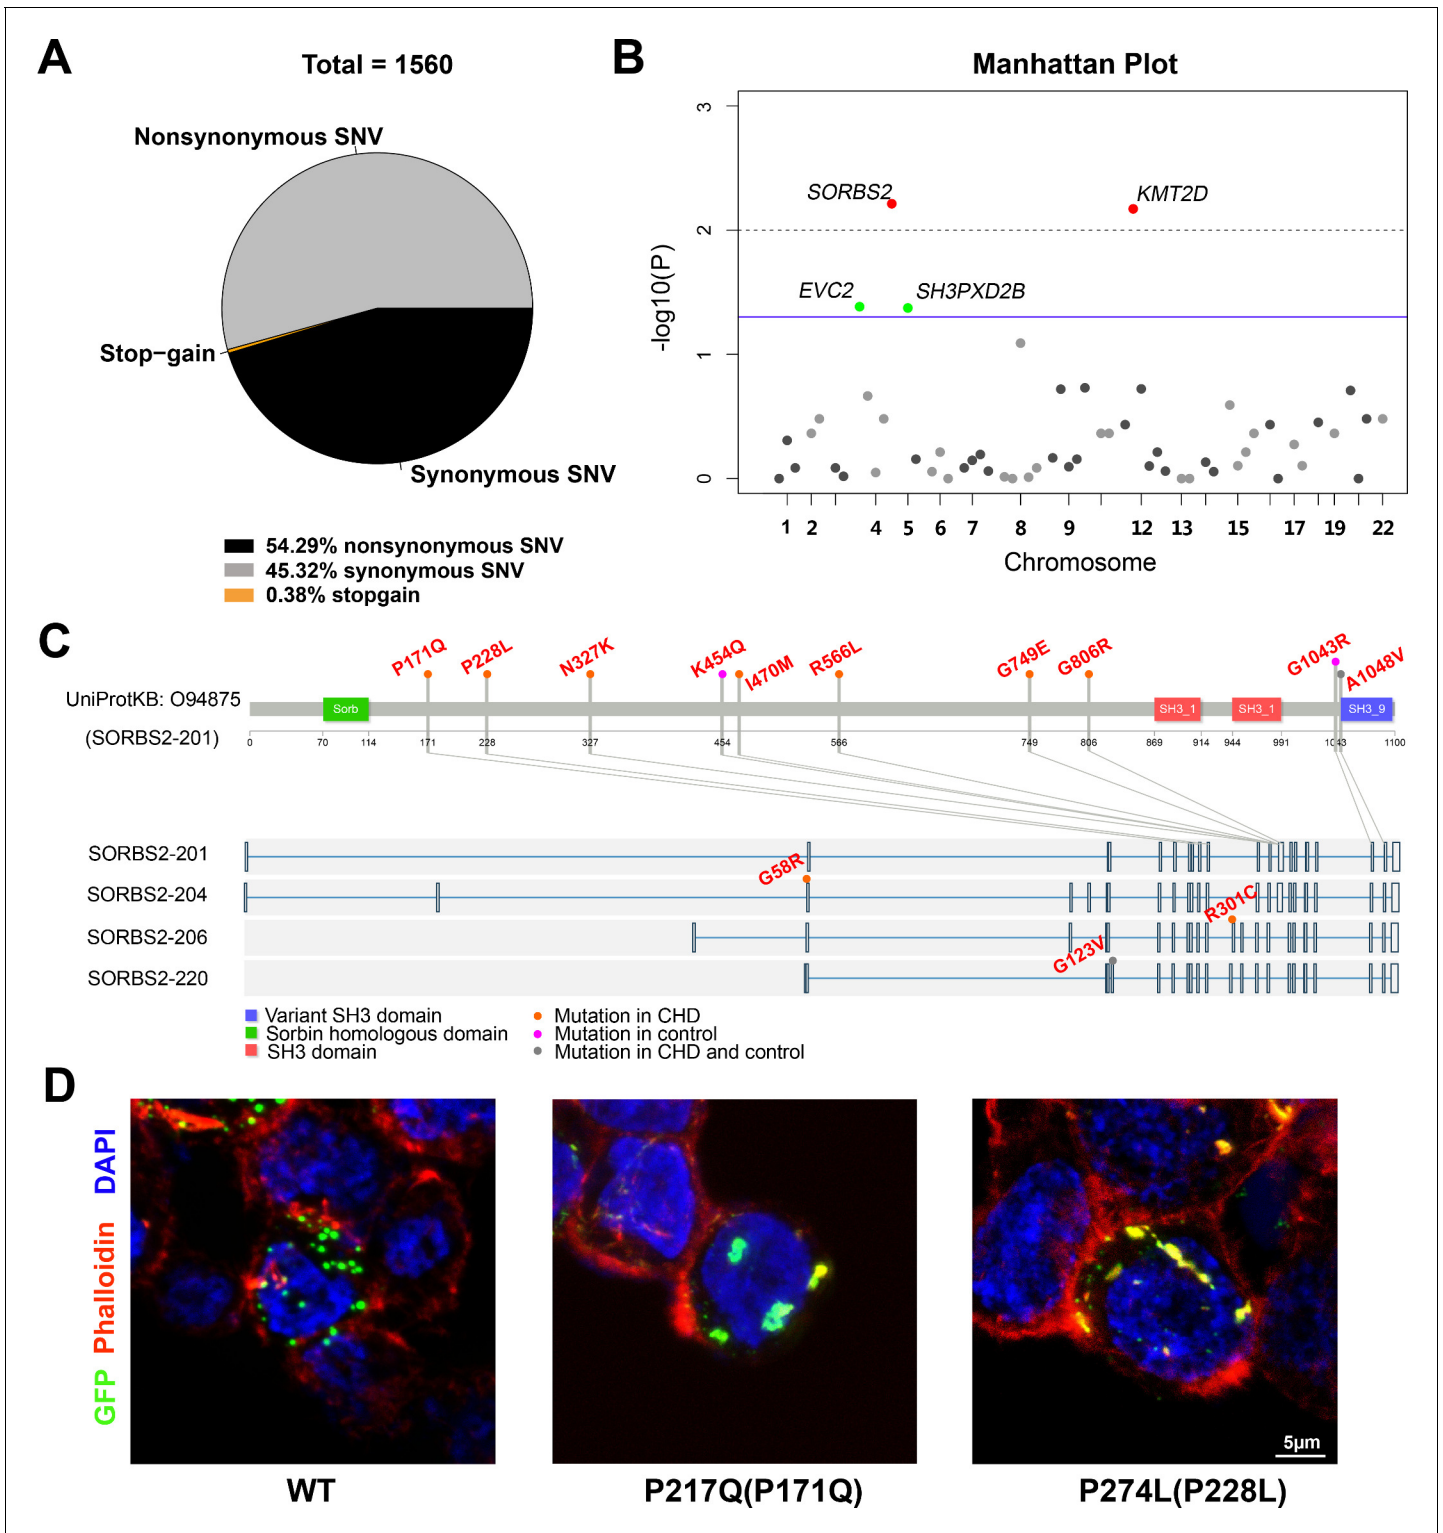 A
Total = 1560
Nonsynonymous SNV
Stop−gain
Synonymous SNV
54.29% nonsynonymous SNV
45.32% synonymous SNV
0.38% stopgain
B
Manhattan Plot
3
2
1
0
-log10(P)
SORBS2
KMT2D
EVC2
SH3PXD2B
1 2 4 5 6 7 8 9 12 13 15 17 19 22
Chromosome
C
P171Q P228L N327K K454Q I470M R566L G749E G806R G1043R A1048V
UniProtKB: O94875
(SORBS2-201)
Sorb SH3_1 SH3_1 SH3_9
0 70 114 171 228 327 454 566 749 806 869 914 944 991 1043 1100
SORBS2-201
G58R
SORBS2-204
R301C
SORBS2-206
G123V
SORBS2-220
Variant SH3 domain
Sorbin homologous domain
SH3 domain
Mutation in CHD
Mutation in control
Mutation in CHD and control
D
GFP Phalloidin DAPI
5μm
WT
P217Q(P171Q)
P274L(P228L)